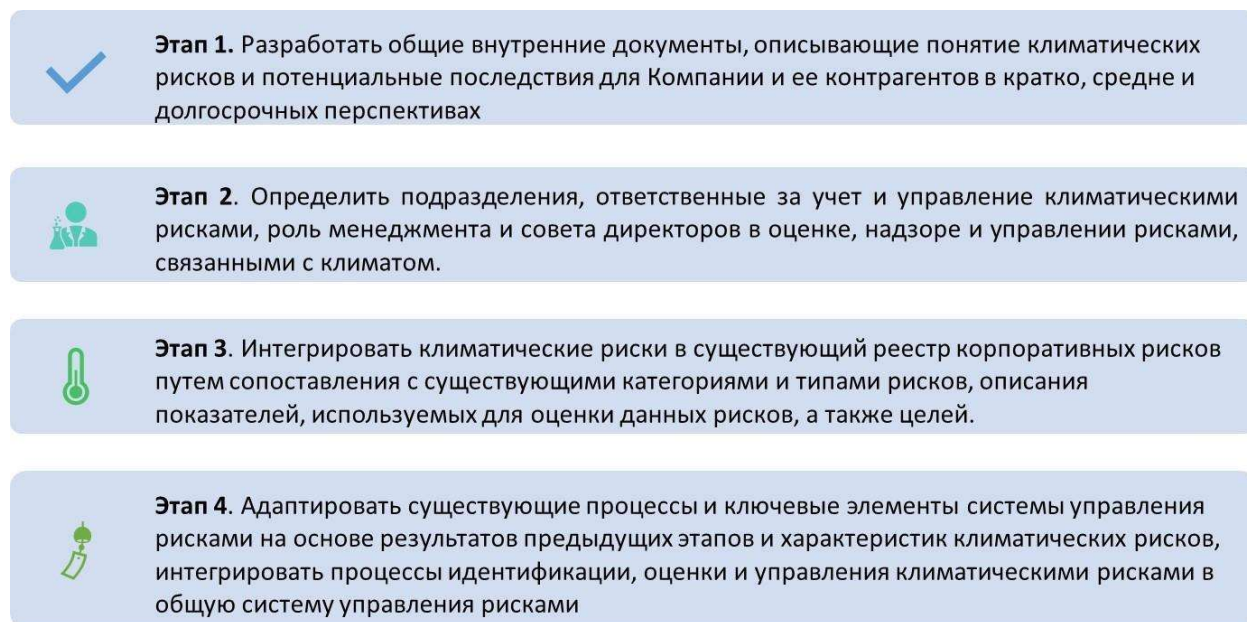 Этап 1. Разработать общие внутренние документы, описывающие понятие климатических
рисков и потенциальные последствия для Компании и ее контрагентов в кратко, средне и
долгосрочных перспективах
Этап 2. Определить подразделения, ответственные за учет и управление климатическими
рисками, роль менеджмента и совета директоров в оценке, надзоре и управлении рисками,
связанными с климатом.
Этап 3. Интегрировать климатические риски в существующий реестр корпоративных рисков
путем сопоставления с существующими категориями и типами рисков, описания
показателей, используемых для оценки данных рисков, а также целей.
Этап 4. Адаптировать существующие процессы и ключевые элементы системы управления
рисками на основе результатов предыдущих этапов и характеристик климатических рисков,
интегрировать процессы идентификации, оценки и управления климатическими рисками в
общую систему управления рисками